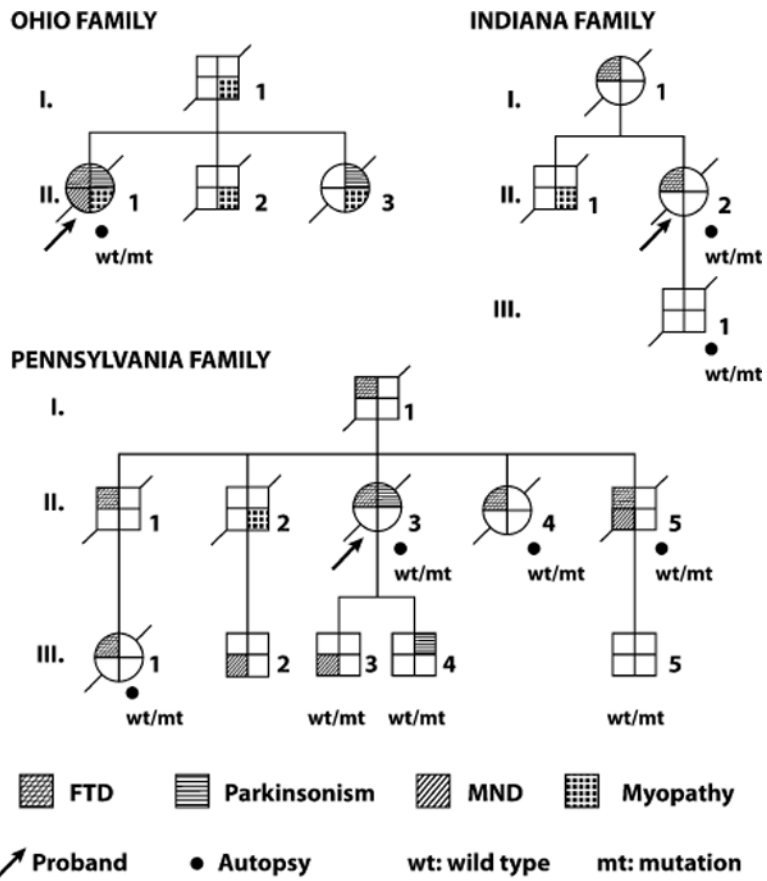 OHIO FAMILY
I.
1
II.
1
2
3
wt/mt
INDIANA FAMILY
I.
1
II.
1
2
wt/mt
III.
1
wt/mt
PENNSYLVANIA FAMILY
I.
1
II.
1
2
3
4
5
wt/mt
wt/mt
wt/mt
III.
1
2
3
4
5
wt/mt
wt/mt
wt/mt
wt/mt
FTD
Parkinsonism
MND
Myopathy
Proband
Autopsy
wt: wild type
mt: mutation